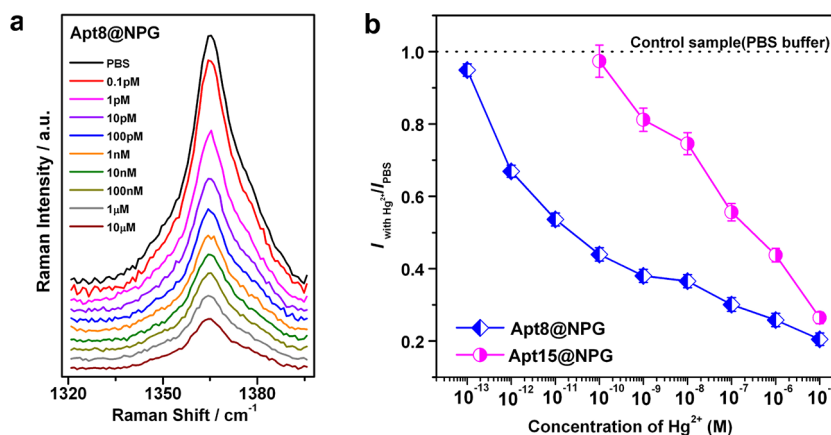 a
Apt8@NPG
PBS
0.1pM
1pM
10pM
100pM
1nM
10nM
100nM
1μM
10μM
Raman Intensity / a.u.
1320 1350 1380
Raman Shift / cm⁻¹
b
Control sample(PBS buffer)
1.0
0.8
0.6
0.4
0.2
I with Hg²⁺/I PBS
Apt8@NPG
Apt15@NPG
10⁻¹³ 10⁻¹² 10⁻¹¹ 10⁻¹⁰ 10⁻⁹ 10⁻⁸ 10⁻⁷ 10⁻⁶ 10⁻
Concentration of Hg²⁺ (M)